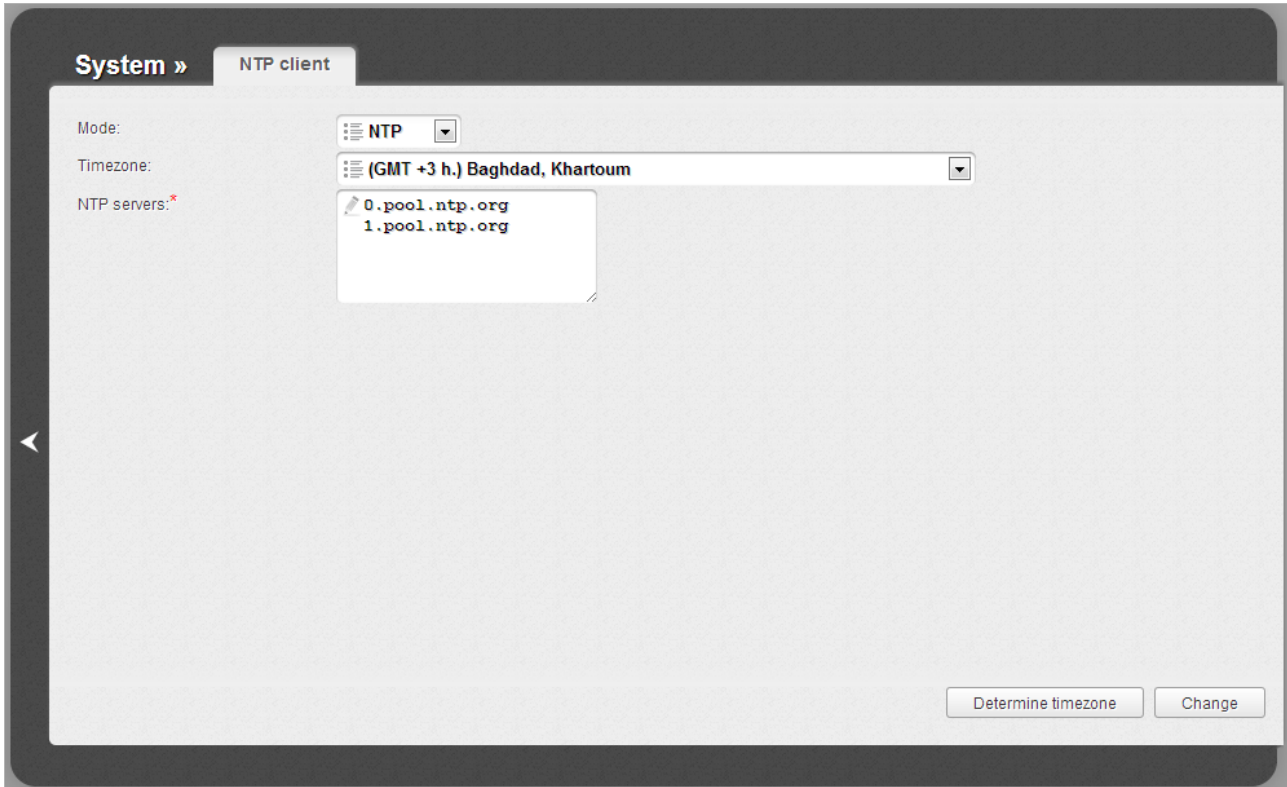 System »
NTP client
Mode:
NTP
Timezone:
(GMT +3 h.) Baghdad, Khartoum
NTP servers:*
0.pool.ntp.org
1.pool.ntp.org
Determine timezone
Change